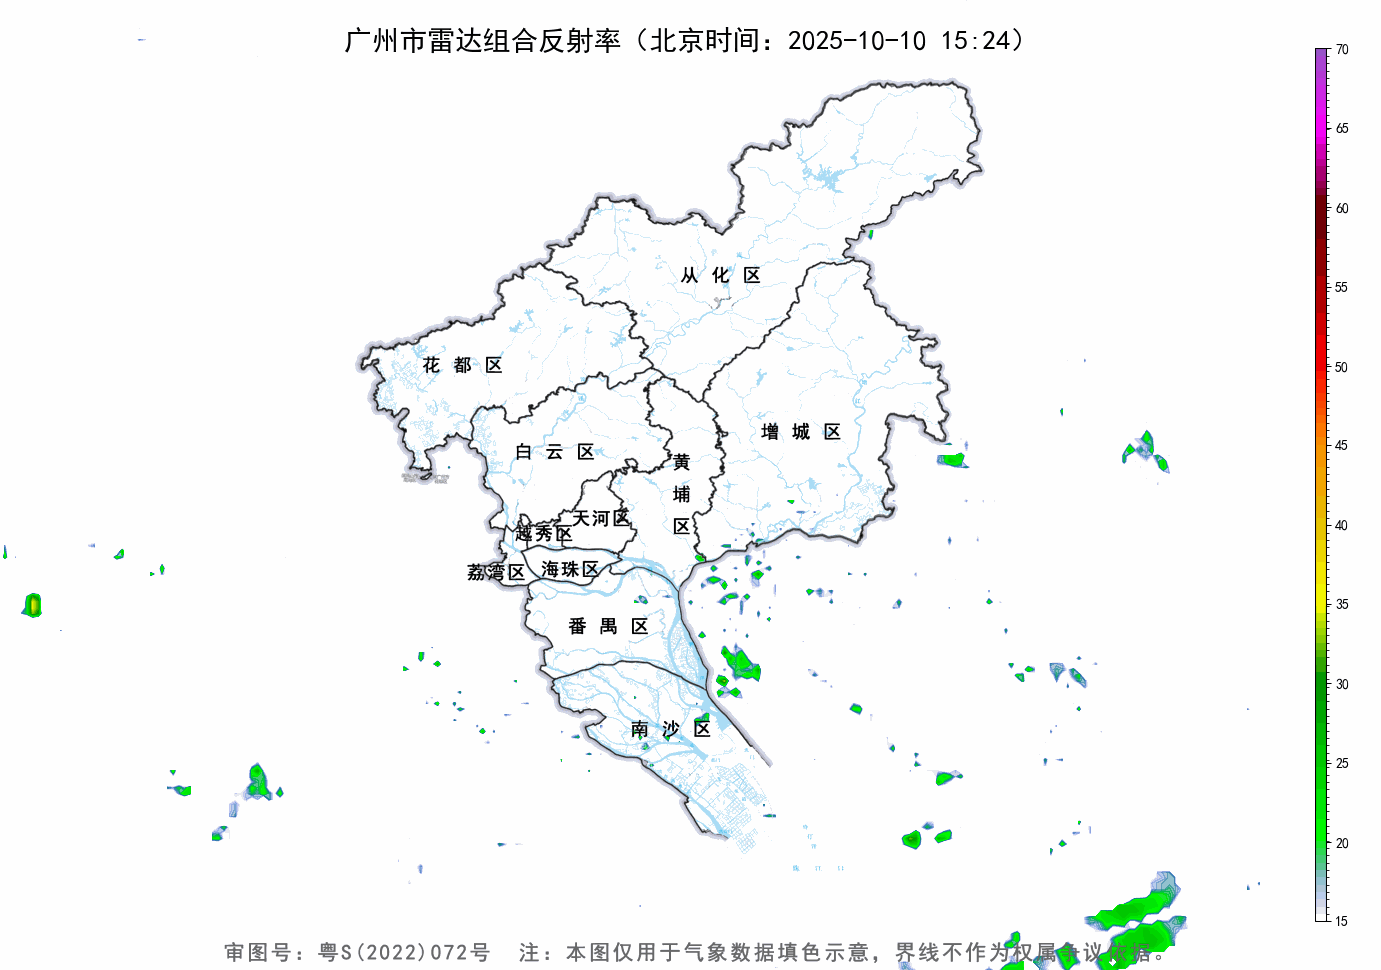 广州市雷达组合反射率（北京时间：2025-10-10 15:24）
70
65
60
55
50
45
40
35
30
25
20
15
从化区
花都区
增城区
白云区
黄埔区
天河区
越秀区
荔湾区
海珠区
番禺区
南沙区
审图号：粤S(2022)072号 注：本图仅用于气象数据填色示意，界线不作为权属争议依据。